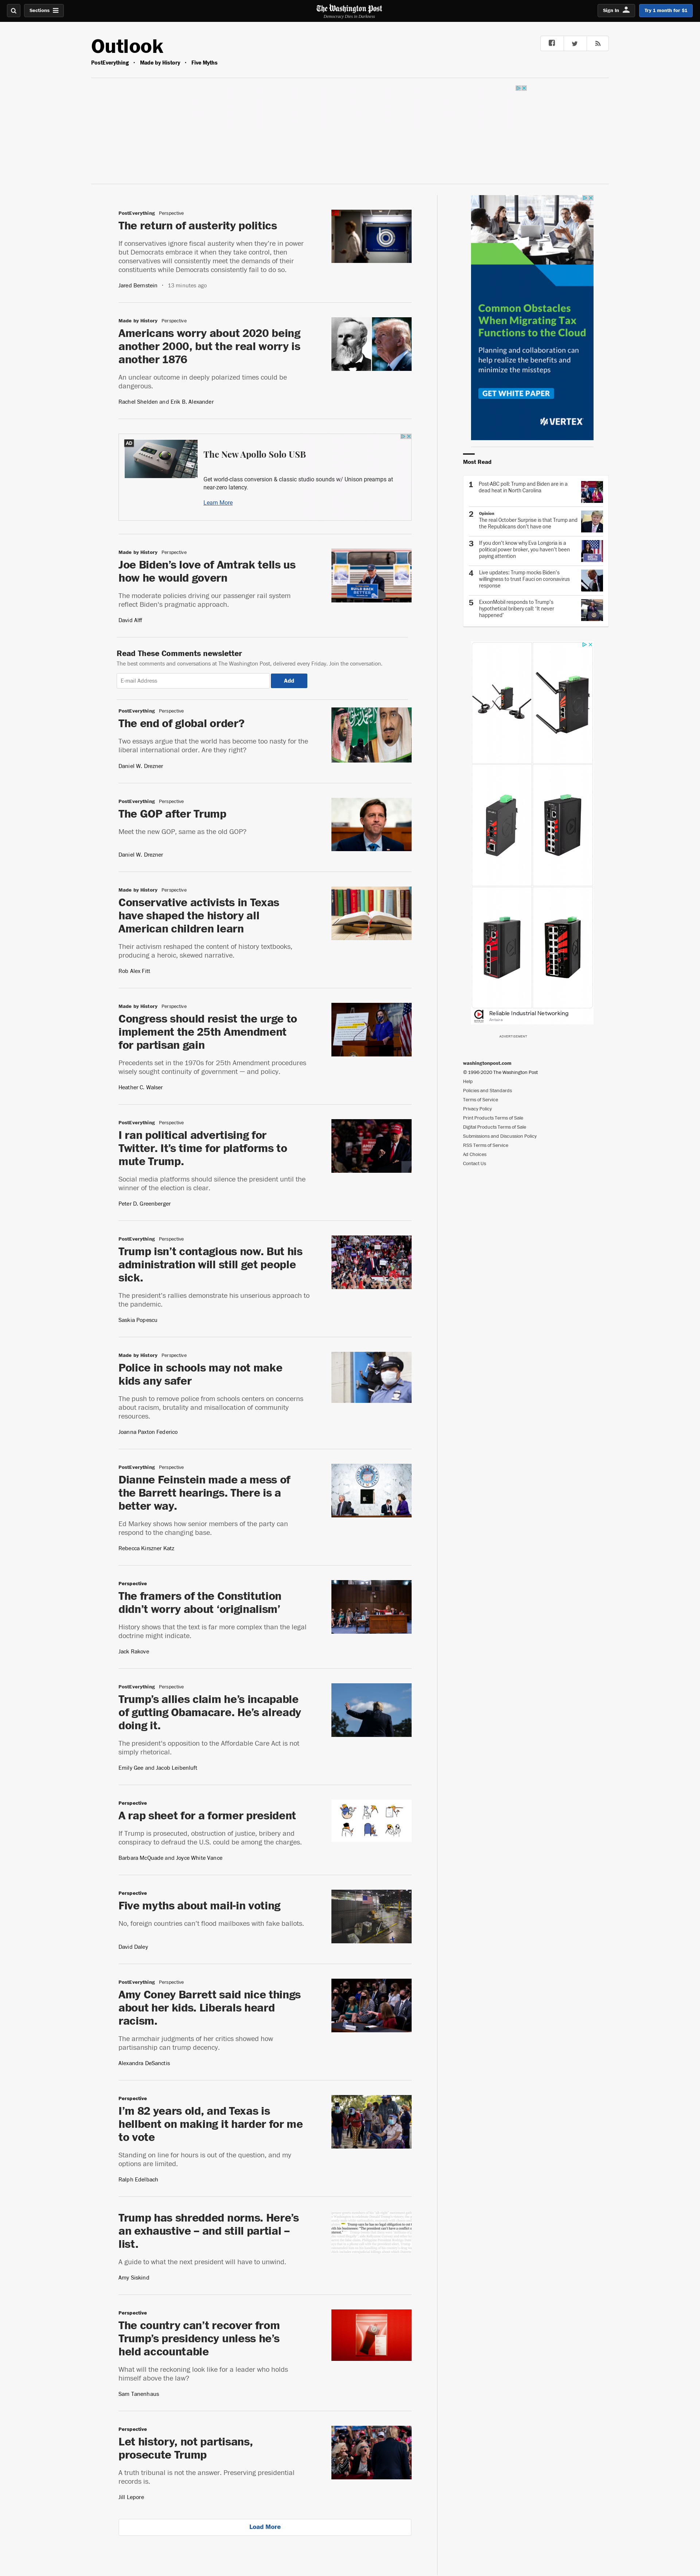 Sections
The Washington Post
Democracy Dies in Darkness
Sign In
Try 1 month for $1
Outlook
PostEverything • Made by History • Five Myths
PostEverything Perspective
The return of austerity politics
If conservatives ignore fiscal austerity when they're in power
but Democrats embrace it when they take control, then
conservatives will consistently meet the demands of their
constituents while Democrats consistently fail to do so.
Jared Bernstein • 13 minutes ago
Made by History Perspective
Americans worry about 2020 being
another 2000, but the real worry is
another 1876
An unclear outcome in deeply polarized times could be
dangerous.
Rachel Shelden and Erik B. Alexander
AD
The New Apollo Solo USB
Get world-class conversion & classic studio sounds w/ Unison preamps at
near-zero latency.
Learn More
Made by History Perspective
Joe Biden’s love of Amtrak tells us
how he would govern
The moderate policies driving our passenger rail system
reflect Biden's pragmatic approach.
David Alff
Read These Comments newsletter
The best comments and conversations at The Washington Post, delivered every Friday. Join the conversation.
E-mail Address
Add
PostEverything Perspective
The end of global order?
Two essays argue that the world has become too nasty for the
liberal international order. Are they right?
Daniel W. Drezner
PostEverything Perspective
The GOP after Trump
Meet the new GOP, same as the old GOP?
Daniel W. Drezner
Made by History Perspective
Conservative activists in Texas
have shaped the history all
American children learn
Their activism reshaped the content of history textbooks,
producing a heroic, skewed narrative.
Rob Alex Fitt
Made by History Perspective
Congress should resist the urge to
implement the 25th Amendment
for partisan gain
Precedents set in the 1970s for 25th Amendment procedures
wisely sought continuity of government — and policy.
Heather C. Walser
PostEverything Perspective
I ran political advertising for
Twitter. It’s time for platforms to
mute Trump.
Social media platforms should silence the president until the
winner of the election is clear.
Peter D. Greenberger
PostEverything Perspective
Trump isn’t contagious now. But his
administration will still get people
sick.
The president's rallies demonstrate his unserious approach to
the pandemic.
Saskia Popescu
Made by History Perspective
Police in schools may not make
kids any safer
The push to remove police from schools centers on concerns
about racism, brutality and misallocation of community
resources.
Joanna Paxton Federico
PostEverything Perspective
Dianne Feinstein made a mess of
the Barrett hearings. There is a
better way.
Ed Markey shows how senior members of the party can
respond to the changing base.
Rebecca Kirszner Katz
Perspective
The framers of the Constitution
didn’t worry about ‘originalism’
History shows that the text is far more complex than the legal
doctrine might indicate.
Jack Rakove
PostEverything Perspective
Trump’s allies claim he’s incapable
of gutting Obamacare. He’s already
doing it.
The president's opposition to the Affordable Care Act is not
simply rhetorical.
Emily Gee and Jacob Leibenluft
Perspective
A rap sheet for a former president
If Trump is prosecuted, obstruction of justice, bribery and
conspiracy to defraud the U.S. could be among the charges.
Barbara McQuade and Joyce White Vance
Perspective
Five myths about mail-in voting
No, foreign countries can’t flood mailboxes with fake ballots.
David Daley
PostEverything Perspective
Amy Coney Barrett said nice things
about her kids. Liberals heard
racism.
The armchair judgments of her critics showed how
partisanship can trump decency.
Alexandra DeSanctis
Perspective
I’m 82 years old, and Texas is
hellbent on making it harder for me
to vote
Standing on line for hours is out of the question, and my
options are limited.
Ralph Edelbach
Trump has shredded norms. Here’s
an exhaustive – and still partial –
list.
A guide to what the next president will have to unwind.
Amy Siskind
Perspective
The country can’t recover from
Trump’s presidency unless he’s
held accountable
What will the reckoning look like for a leader who holds
himself above the law?
Sam Tanenhaus
Perspective
Let history, not partisans,
prosecute Trump
A truth tribunal is not the answer. Preserving presidential
records is.
Jill Lepore
Load More
Common Obstacles
When Migrating Tax
Functions to the Cloud
Planning and collaboration can
help realize the benefits and
minimize the missteps
GET WHITE PAPER
VERTEX
Most Read
1 Post-ABC poll: Trump and Biden are in a
dead heat in North Carolina
2 Opinion
The real October Surprise is that Trump and
the Republicans don’t have one
3 If you don’t know why Eva Longoria is a
political power broker, you haven’t been
paying attention
4 Live updates: Trump mocks Biden’s
willingness to trust Fauci on coronavirus
response
5 ExxonMobil responds to Trump’s
hypothetical bribery call: ‘It never
happened’
Reliable Industrial Networking
Antaira
ADVERTISEMENT
washingtonpost.com
© 1996-2020 The Washington Post
Help
Policies and Standards
Terms of Service
Privacy Policy
Print Products Terms of Sale
Digital Products Terms of Sale
Submissions and Discussion Policy
RSS Terms of Service
Ad Choices
Contact Us